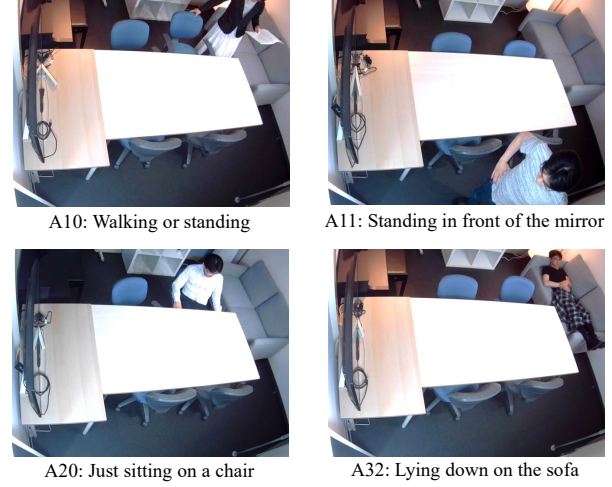 A10: Walking or standing
A11: Standing in front of the mirror
A20: Just sitting on a chair
A32: Lying down on the sofa